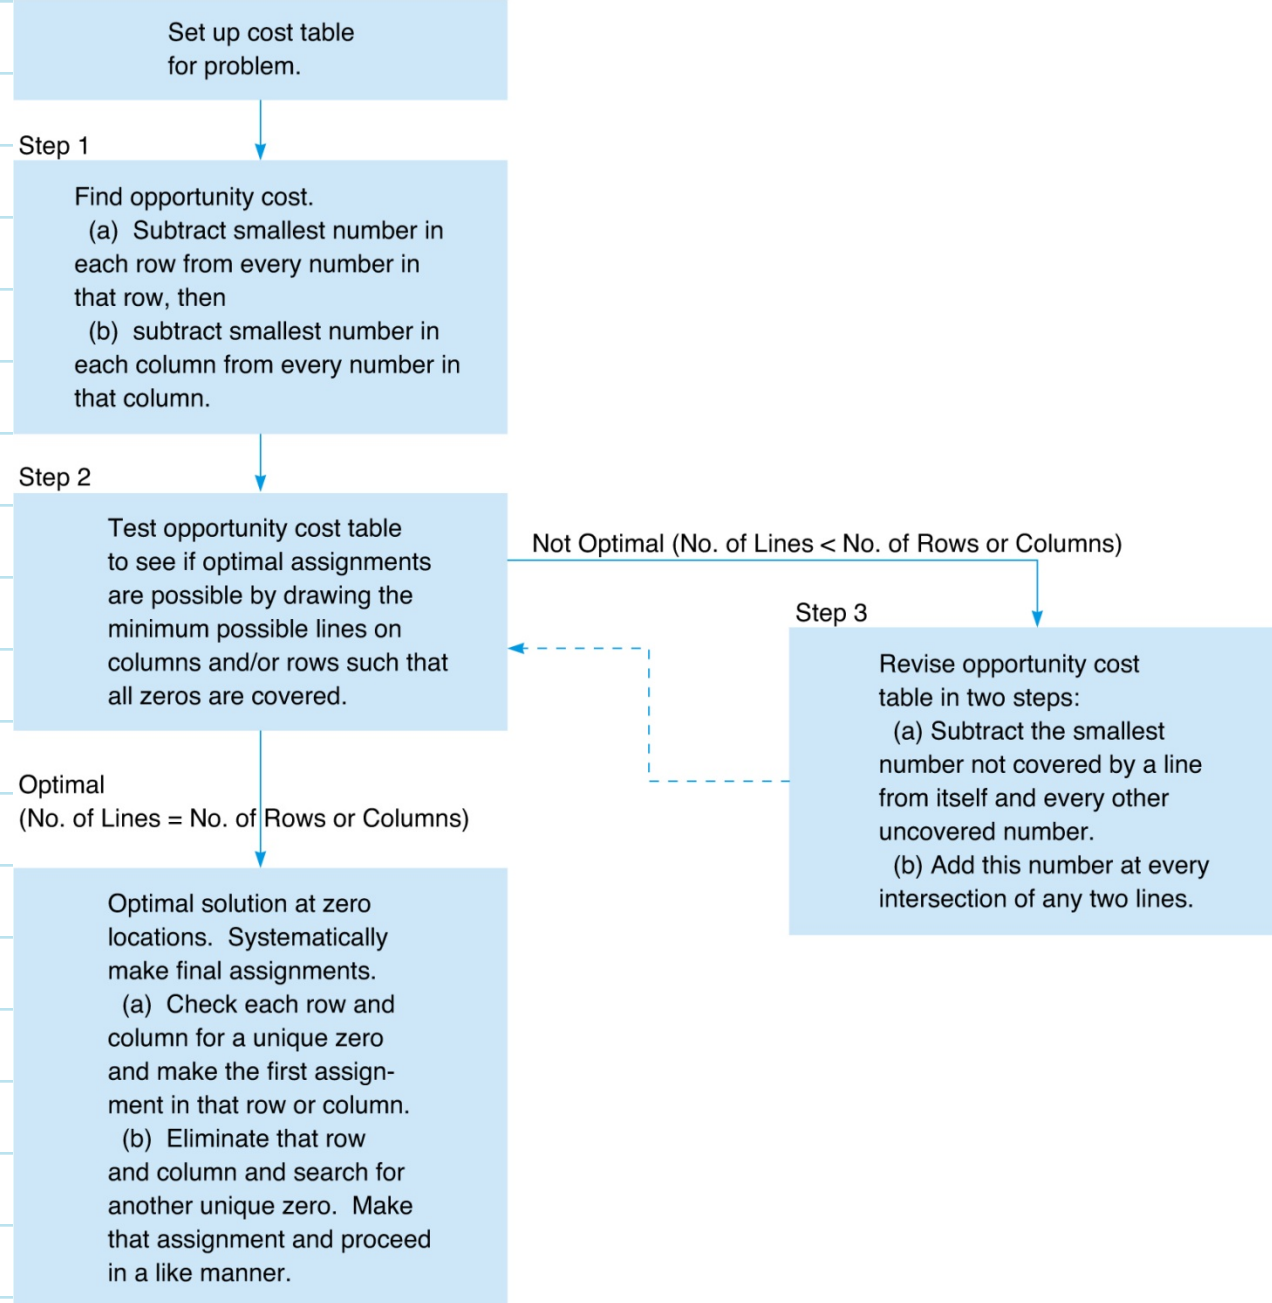 Set up cost table
for problem.
Step 1
Find opportunity cost.
(a) Subtract smallest number in
each row from every number in
that row, then
(b) subtract smallest number in
each column from every number in
that column.
Step 2
Test opportunity cost table
to see if optimal assignments
are possible by drawing the
minimum possible lines on
columns and/or rows such that
all zeros are covered.
Not Optimal (No. of Lines < No. of Rows or Columns)
Step 3
Revise opportunity cost
table in two steps:
(a) Subtract the smallest
number not covered by a line
from itself and every other
uncovered number.
(b) Add this number at every
intersection of any two lines.
Optimal
(No. of Lines = No. of Rows or Columns)
Optimal solution at zero
locations. Systematically
make final assignments.
(a) Check each row and
column for a unique zero
and make the first assign-
ment in that row or column.
(b) Eliminate that row
and column and search for
another unique zero. Make
that assignment and proceed
in a like manner.